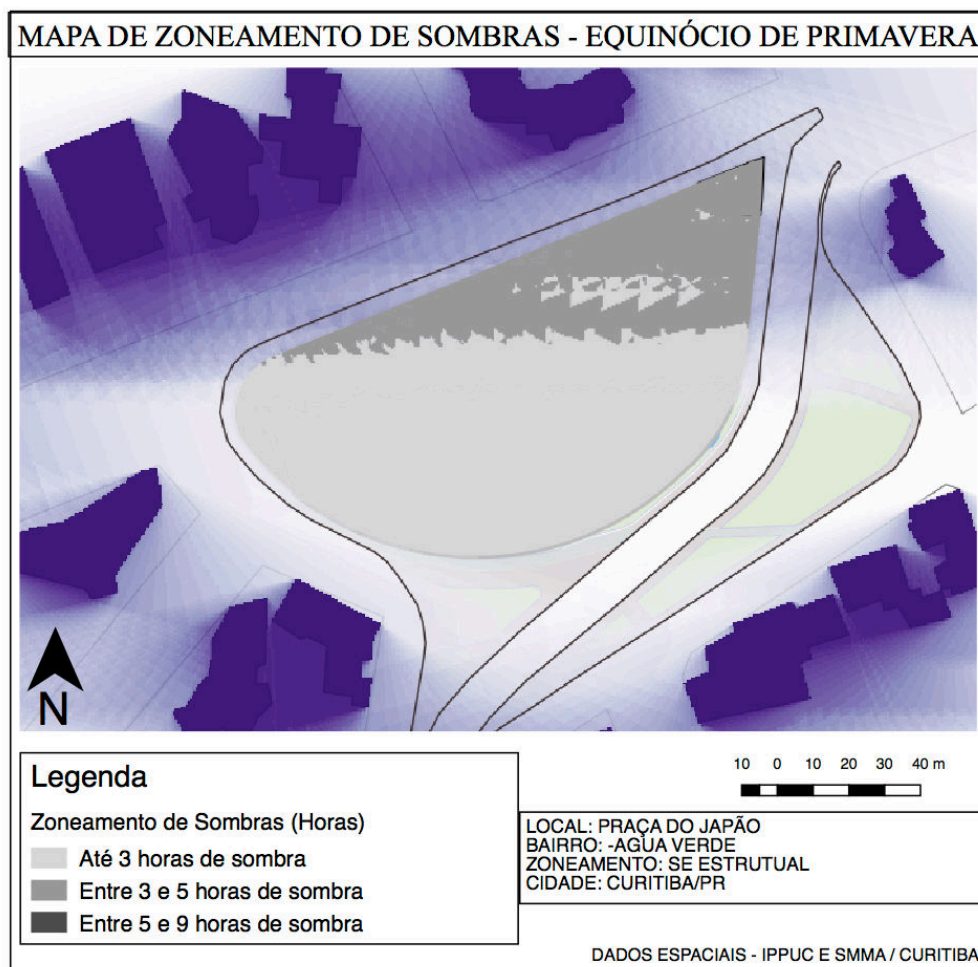 MAPA DE ZONEAMENTO DE SOMBRAS - EQUINÓCIO DE PRIMAVERA
N
Legenda
Zoneamento de Sombras (Horas)
Até 3 horas de sombra
Entre 3 e 5 horas de sombra
Entre 5 e 9 horas de sombra
10 0 10 20 30 40 m
LOCAL: PRAÇA DO JAPÃO
BAIRRO: -AGUA VERDE
ZONEAMENTO: SE ESTRUTUAL
CIDADE: CURITIBA/PR
DADOS ESPACIAIS - IPPUC E SMMA / CURITIBA